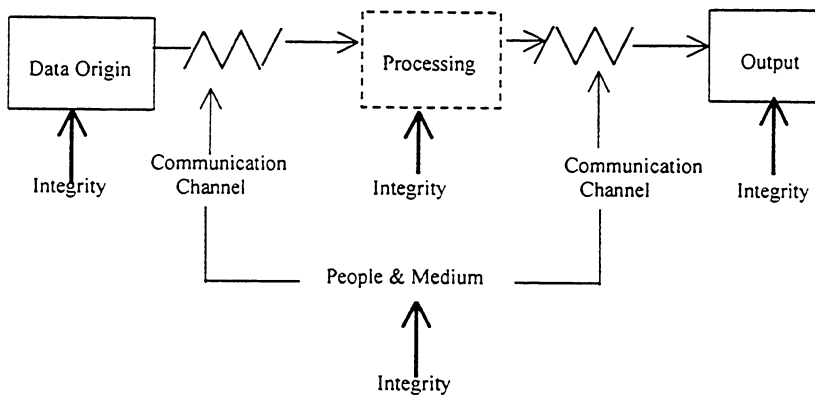 Data Origin
Processing
Output
Communication
Channel
Communication
Channel
Integrity
Integrity
Integrity
People & Medium
Integrity